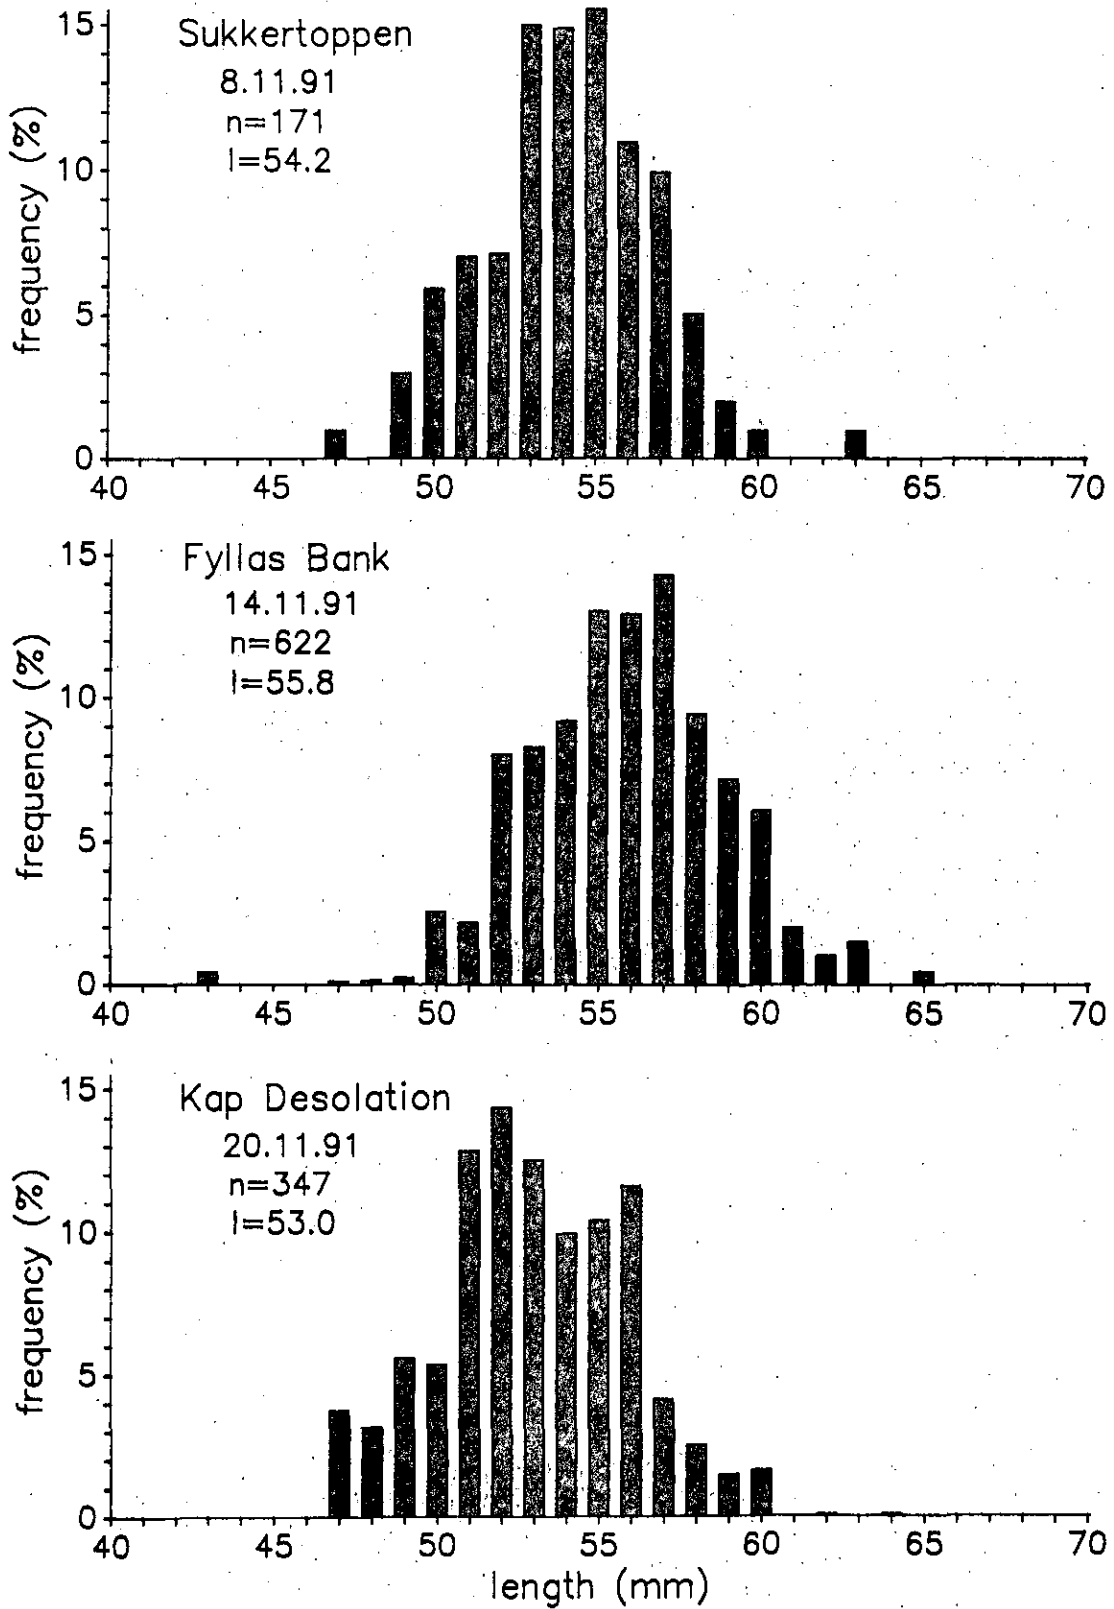 Sukkertoppen
8.11.91
n=171
l=54.2
frequency (%)
15
10
5
0
40 45 50 55 60 65 70
Fyllas Bank
14.11.91
n=622
l=55.8
frequency (%)
15
10
5
0
40 45 50 55 60 65 70
Kap Desolation
20.11.91
n=347
l=53.0
frequency (%)
15
10
5
0
40 45 50 55 60 65 70
length (mm)